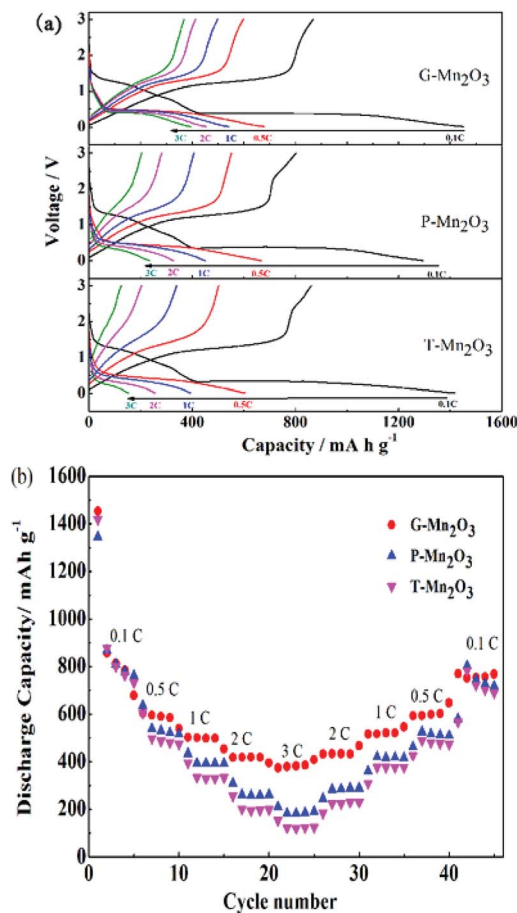 (a)
3
2
1
0
G-Mn2O3
3C 2C 1C 0.5C 0.1C
Voltage / V
3
2
1
0
P-Mn2O3
3C 2C 1C 0.5C 0.1C
3
2
1
0
T-Mn2O3
3C 2C 1C 0.5C 0.1C
0 400 800 1200 1600
Capacity / mA h g-1
(b)
1600
1400
1200
1000
800
600
400
200
0
Discharge Capacity/ mAh g-1
G-Mn2O3
P-Mn2O3
T-Mn2O3
0.1 C
0.5 C
1 C
2 C
3 C
2 C
1 C
0.5 C
0.1 C
0 10 20 30 40
Cycle number